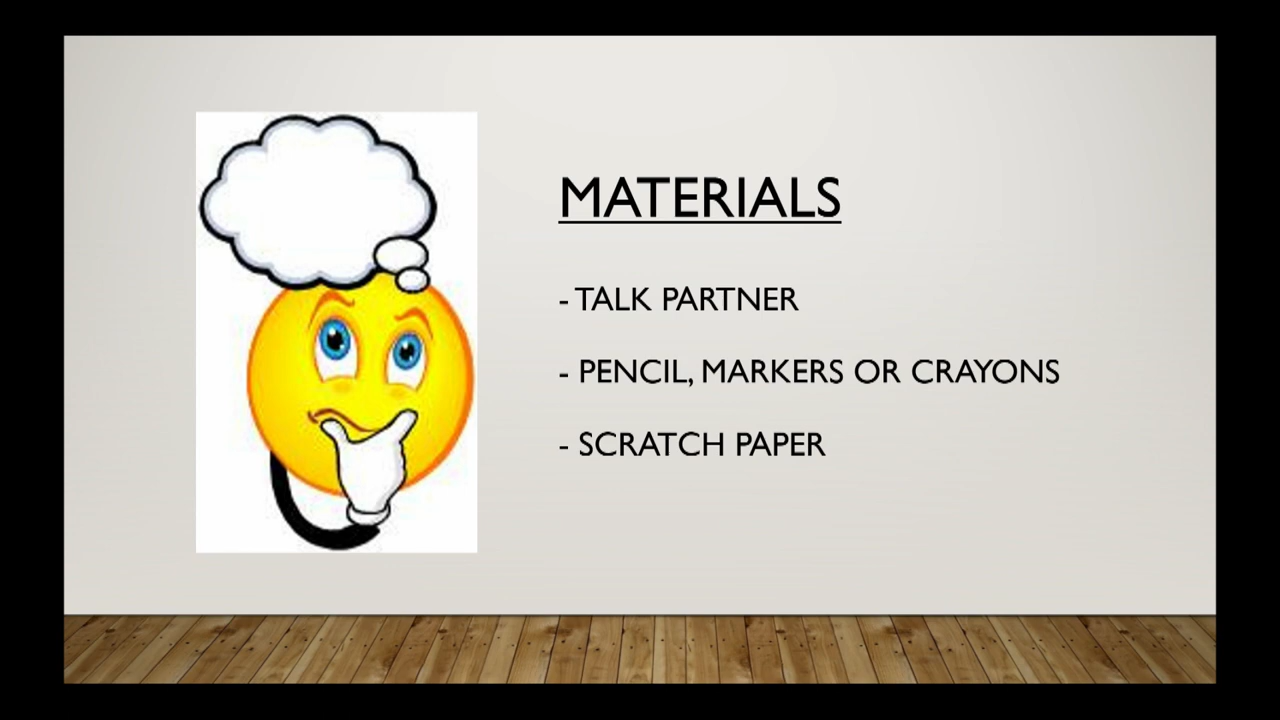 MATERIALS
- TALK PARTNER
- PENCIL, MARKERS OR CRAYONS
- SCRATCH PAPER